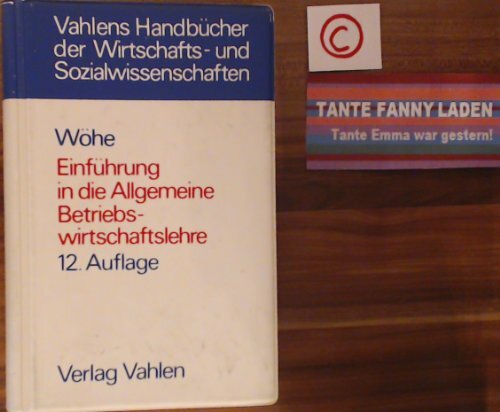 Vahlens Handbücher
der Wirtschafts- und
Sozialwissenschaften
Wöhe
Einführung
in die Allgemeine
Betriebs-
wirtschaftslehre
12. Auflage
Verlag Vahlen
©
TANTE FANNY LADEN
Tante Emma war gestern!